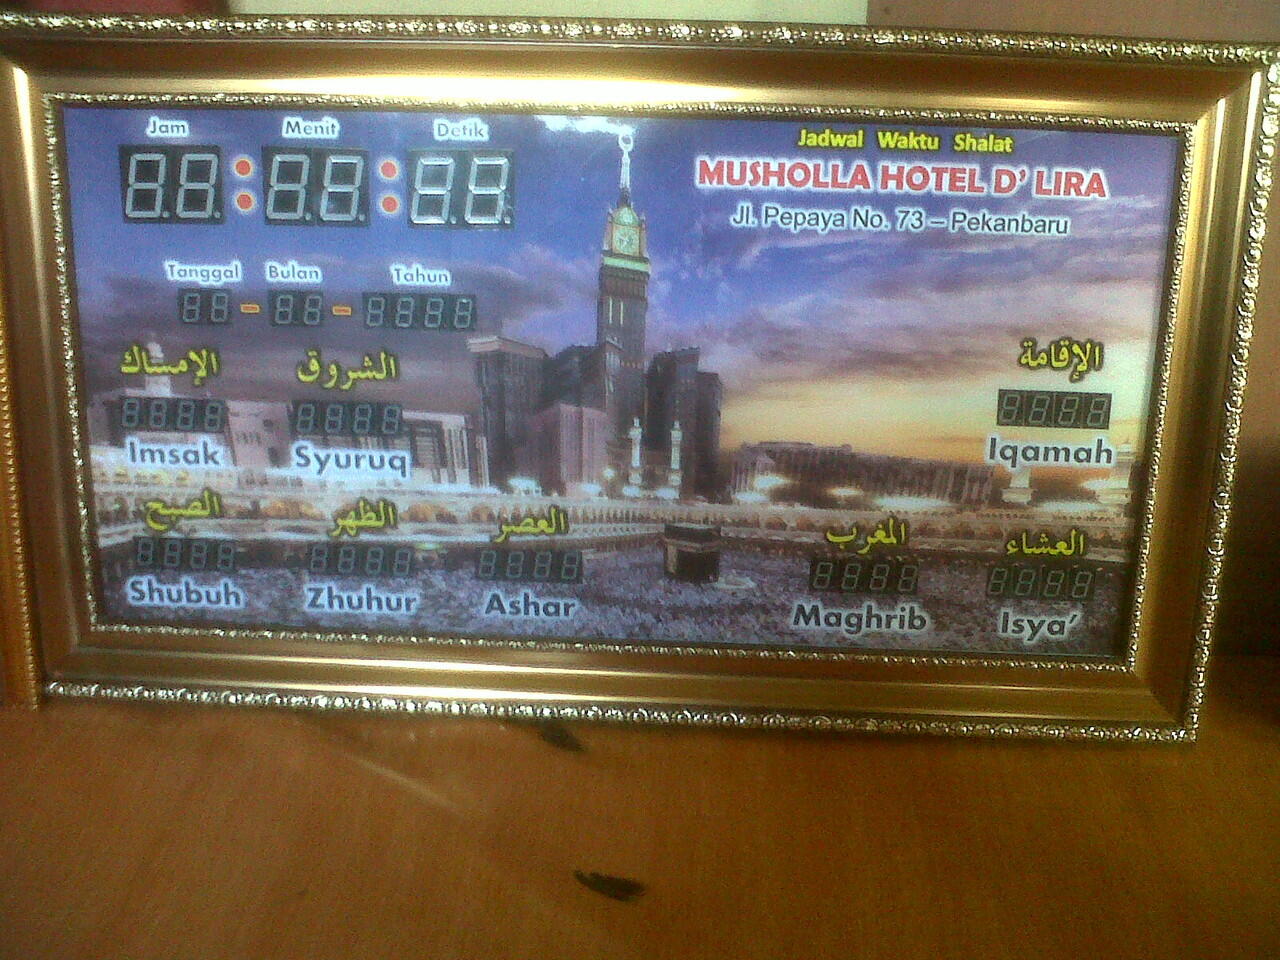 Jam Menit Detik
Jadwal Waktu Shalat
MUSHOLLA HOTEL D' LIRA
Jl. Pepaya No. 73 – Pekanbaru
Tanggal Bulan Tahun
الإمساك الشروق الإقامة
Imsak Syuruq Iqamah
الصبح الظهر العصر المغرب العشاء
Shubuh Zhuhur Ashar Maghrib Isya'